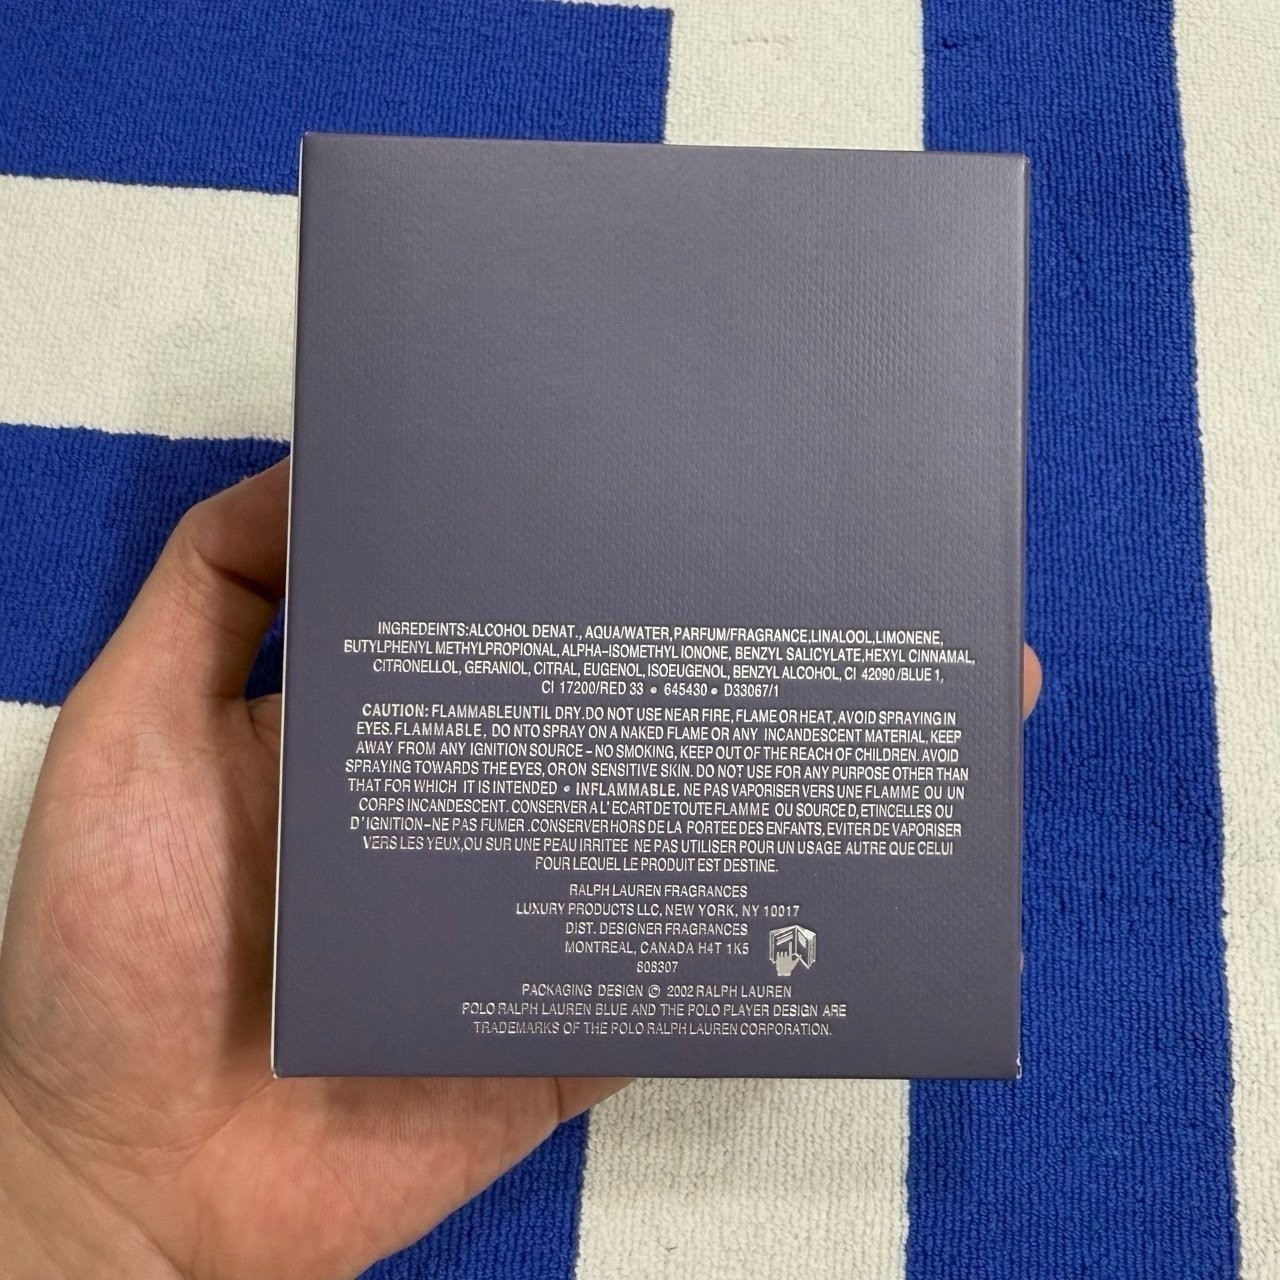 INGREDEINTS:ALCOHOL DENAT., AQUA/WATER, PARFUM/FRAGRANCE,LINALOOL,LIMONENE,
BUTYLPHENYL METHYLPROPIONAL, ALPHA-ISOMETHYL IONONE, BENZYL SALICYLATE,HEXYL CINNAMAL,
CITRONELLOL, GERANIOL, CITRAL, EUGENOL, ISOEUGENOL, BENZYL ALCOHOL, CI 42090 /BLUE 1,
CI 17200/RED 33 • 645430 • D33067/1
CAUTION: FLAMMABLEUNTIL DRY.DO NOT USE NEAR FIRE, FLAME OR HEAT, AVOID SPRAYING IN
EYES. FLAMMABLE, DO NTO SPRAY ON A NAKED FLAME OR ANY INCANDESCENT MATERIAL, KEEP
AWAY FROM ANY IGNITION SOURCE – NO SMOKING, KEEP OUT OF THE REACH OF CHILDREN. AVOID
SPRAYING TOWARDS THE EYES, OR ON SENSITIVE SKIN. DO NOT USE FOR ANY PURPOSE OTHER THAN
THAT FOR WHICH IT IS INTENDED • INFLAMMABLE. NE PAS VAPORISER VERS UNE FLAMME OU UN
CORPS INCANDESCENT. CONSERVER A L'ECART DE TOUTE FLAMME OU SOURCE D, ETINCELLES OU
D'IGNITION–NE PAS FUMER .CONSERVER HORS DE LA PORTEE DES ENFANTS, EVITER DE VAPORISER
VERS LES YEUX,OU SUR UNE PEAU IRRITEE NE PAS UTILISER POUR UN USAGE AUTRE QUE CELUI
POUR LEQUEL LE PRODUIT EST DESTINE.
RALPH LAUREN FRAGRANCES
LUXURY PRODUCTS LLC, NEW YORK, NY 10017
DIST. DESIGNER FRAGRANCES
MONTREAL, CANADA H4T 1K5
808307
PACKAGING DESIGN © 2002 RALPH LAUREN
POLO RALPH LAUREN BLUE AND THE POLO PLAYER DESIGN ARE
TRADEMARKS OF THE POLO RALPH LAUREN CORPORATION.